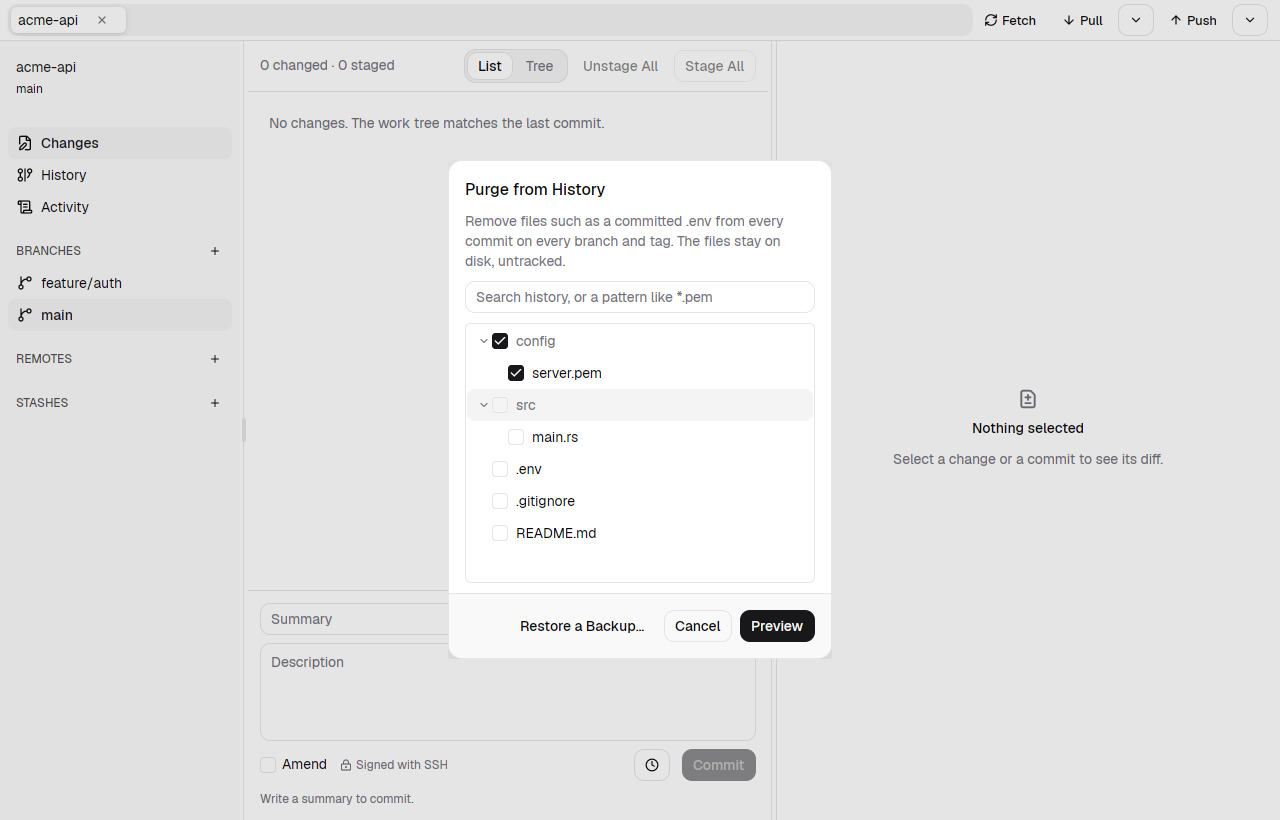 acme-api
Fetch
Pull
Push
acme-api
main
Changes
History
Activity
BRANCHES
feature/auth
main
REMOTES
STASHES
0 changed · 0 staged
List
Tree
Unstage All
Stage All
No changes. The work tree matches the last commit.
Purge from History
Remove files such as a committed .env from every
commit on every branch and tag. The files stay on
disk, untracked.
Search history, or a pattern like *.pem
config
server.pem
src
main.rs
.env
.gitignore
README.md
Restore a Backup...
Cancel
Preview
Summary
Description
Amend
Signed with SSH
Commit
Write a summary to commit.
Nothing selected
Select a change or a commit to see its diff.